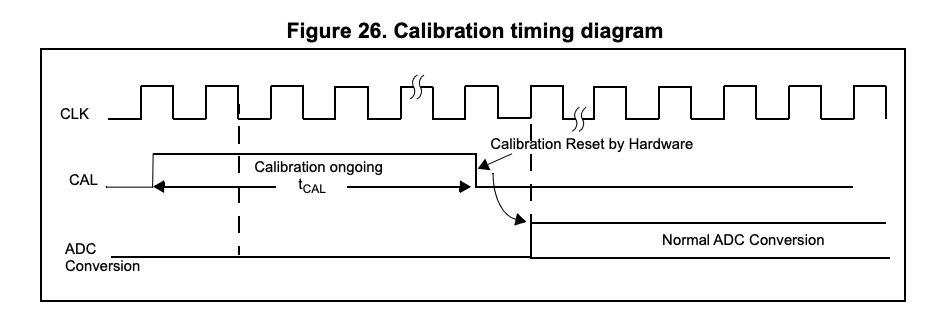 Figure 26. Calibration timing diagram
CLK
Calibration Reset by Hardware
CAL
Calibration ongoing
tCAL
ADC
Conversion
Normal ADC Conversion